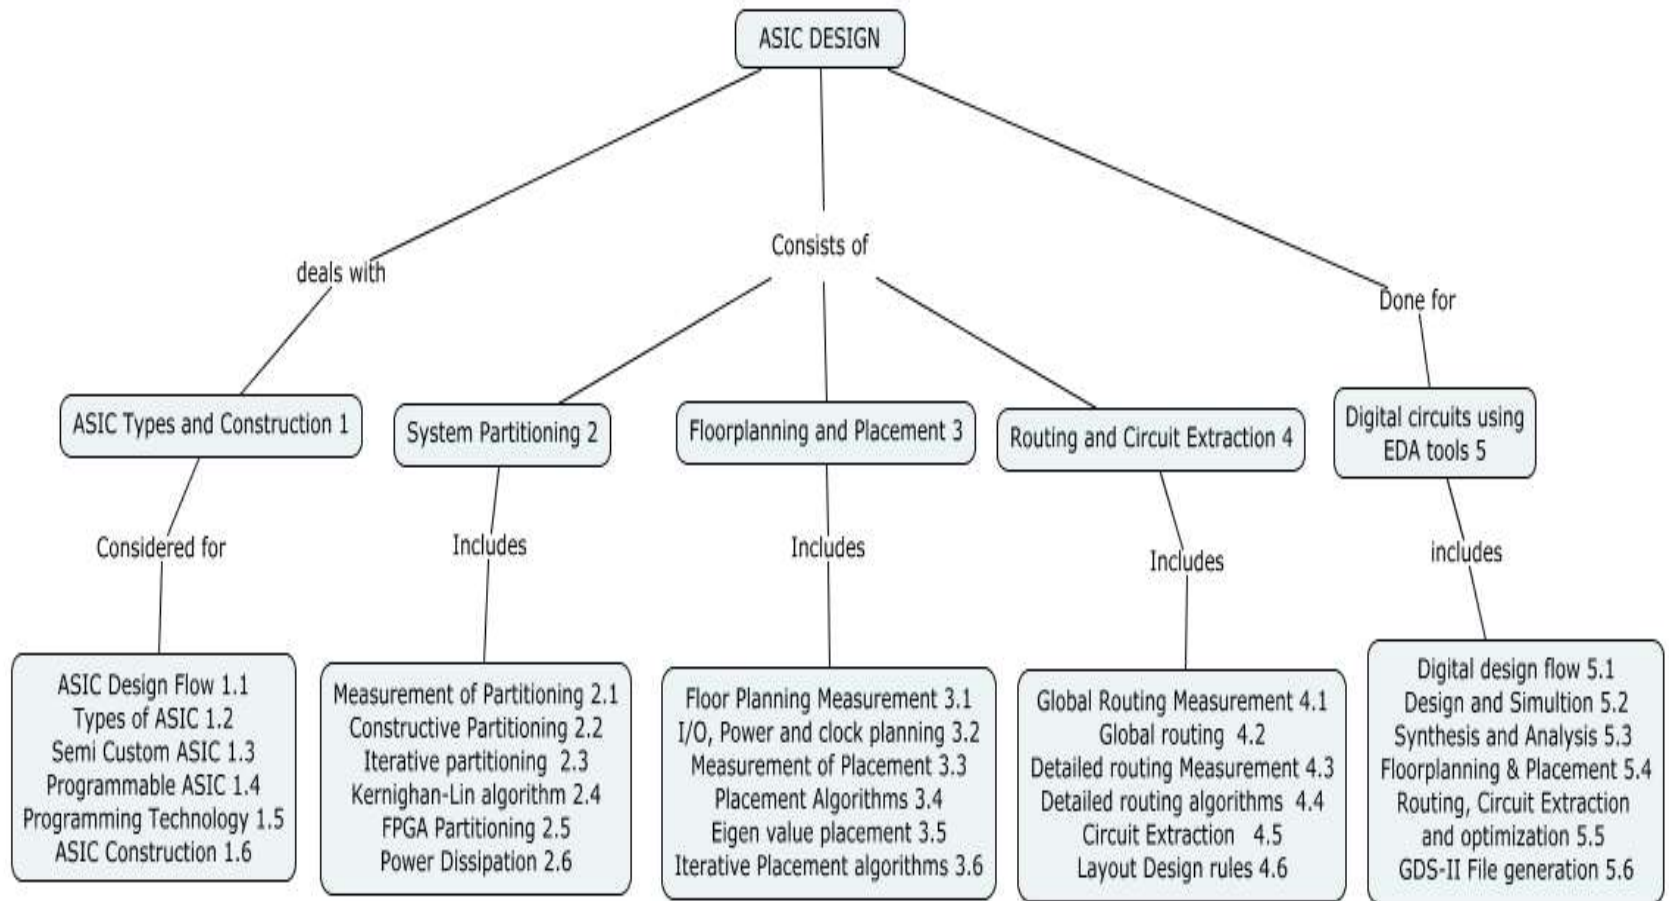 ASIC DESIGN
deals with
Consists of
Done for
ASIC Types and Construction 1
System Partitioning 2
Floorplanning and Placement 3
Routing and Circuit Extraction 4
Digital circuits using
EDA tools 5
Considered for
Includes
Includes
Includes
includes
ASIC Design Flow 1.1
Types of ASIC 1.2
Semi Custom ASIC 1.3
Programmable ASIC 1.4
Programming Technology 1.5
ASIC Construction 1.6
Measurement of Partitioning 2.1
Constructive Partitioning 2.2
Iterative partitioning 2.3
Kernighan-Lin algorithm 2.4
FPGA Partitioning 2.5
Power Dissipation 2.6
Floor Planning Measurement 3.1
I/O, Power and clock planning 3.2
Measurement of Placement 3.3
Placement Algorithms 3.4
Eigen value placement 3.5
Iterative Placement algorithms 3.6
Global Routing Measurement 4.1
Global routing 4.2
Detailed routing Measurement 4.3
Detailed routing algorithms 4.4
Circuit Extraction 4.5
Layout Design rules 4.6
Digital design flow 5.1
Design and Simultion 5.2
Synthesis and Analysis 5.3
Floorplanning & Placement 5.4
Routing, Circuit Extraction
and optimization 5.5
GDS-II File generation 5.6